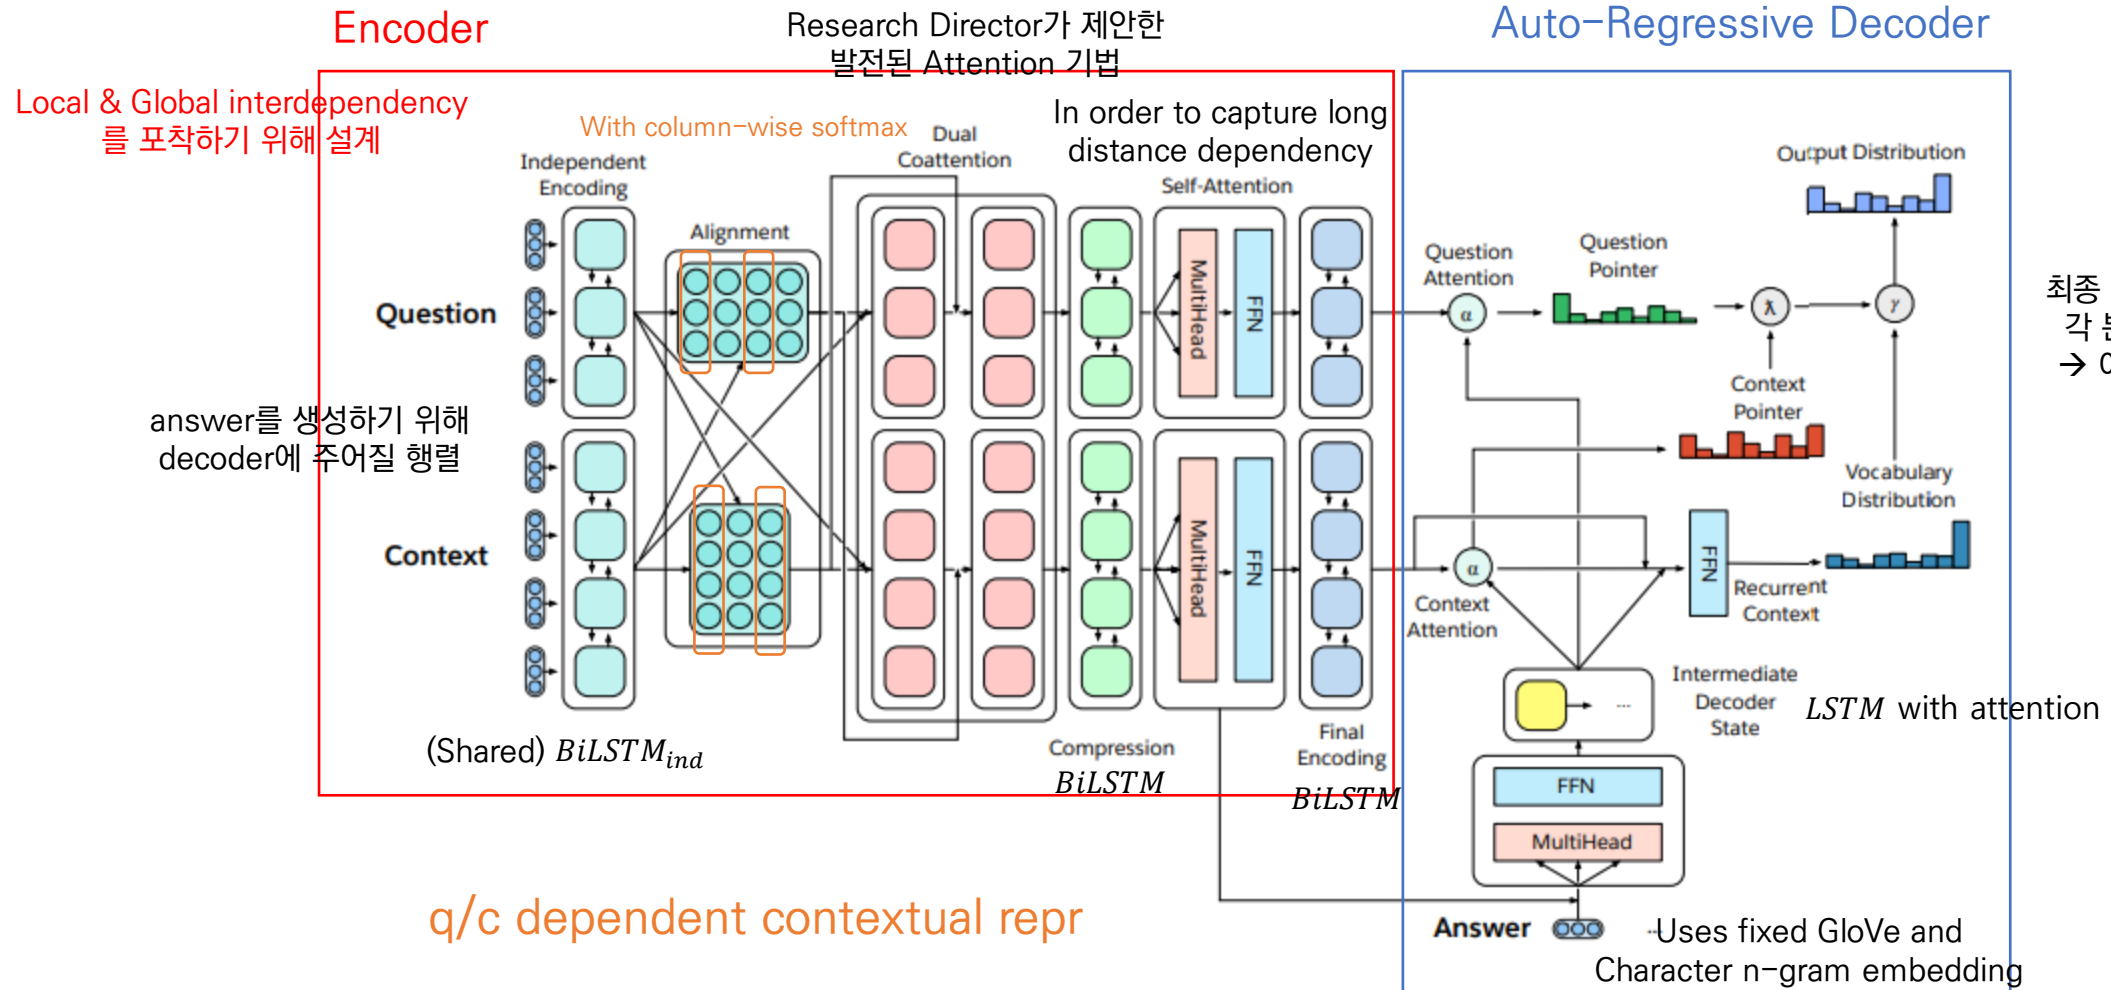 Encoder
Research Director가 제안한
발전된 Attention 기법
Auto-Regressive Decoder
Local & Global interdependency
를 포착하기 위해 설계
With column-wise softmax
Dual
Coattention
In order to capture long
distance dependency
Independent
Encoding
Self-Attention
Alignment
Question
MultiHead
FFN
answer를 생성하기 위해
decoder에 주어질 행렬
Context
MultiHead
FFN
(Shared) BiLSTM_ind
Compression
BiLSTM
Final
Encoding
BiLSTM
q/c dependent contextual repr
Output Distribution
Question
Attention
α
Question
Pointer
λ
γ
최종
각
→
Context
Pointer
Vocabulary
Distribution
α
Context
Attention
FFN
Recurrent
Context
Intermediate
Decoder
State
...
LSTM with attention
FFN
MultiHead
Answer
Uses fixed GloVe and
Character n-gram embedding